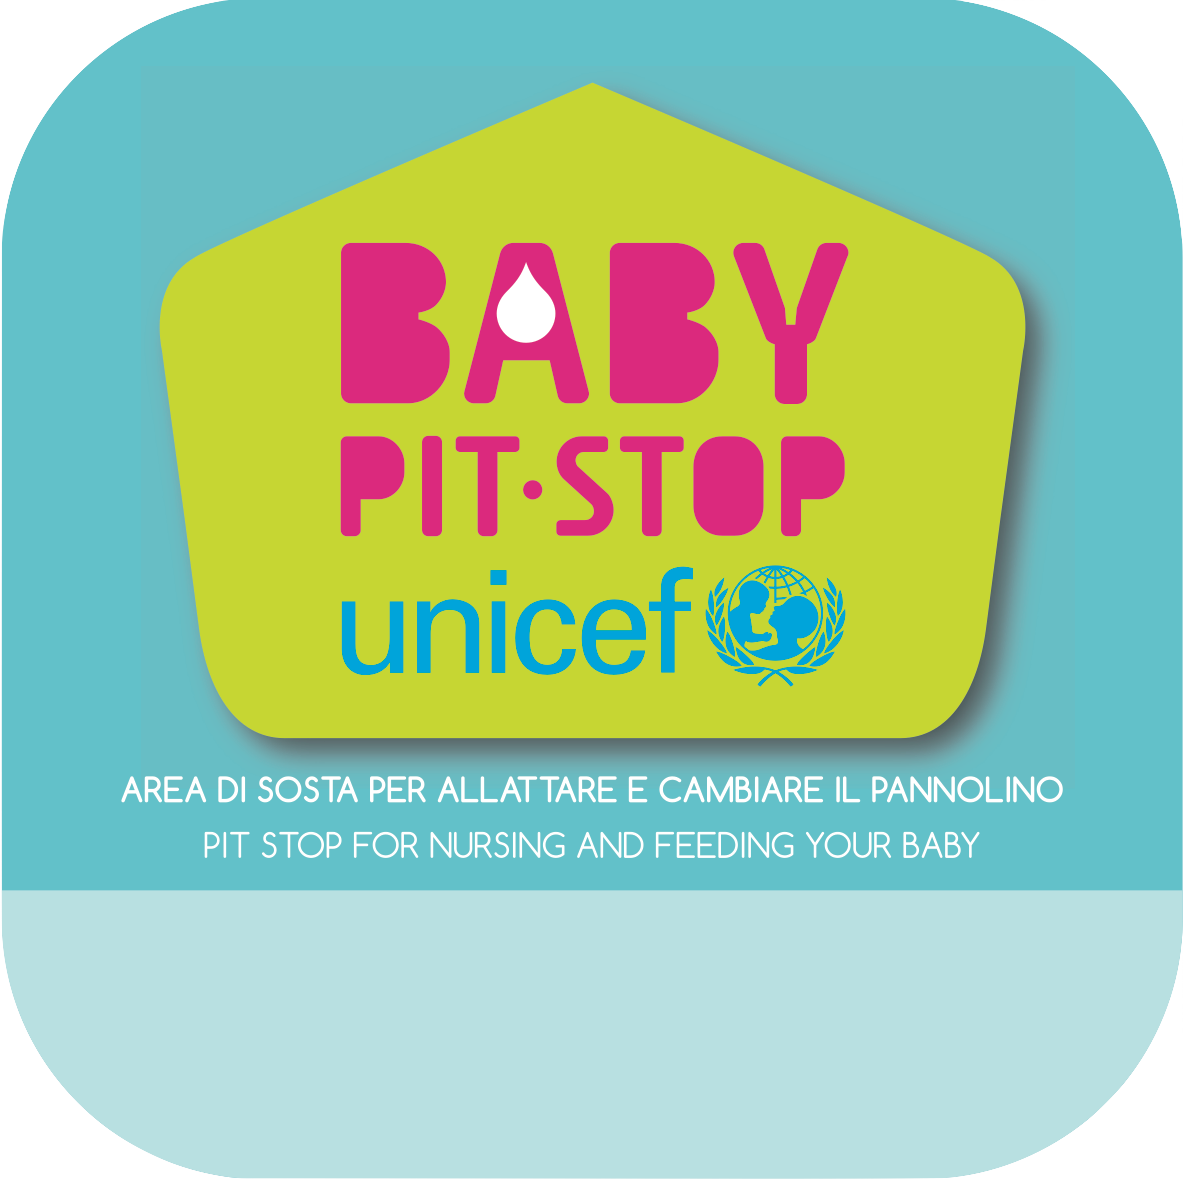 BABY
PIT·STOP
unicef
AREA DI SOSTA PER ALLATTARE E CAMBIARE IL PANNOLINO
PIT STOP FOR NURSING AND FEEDING YOUR BABY